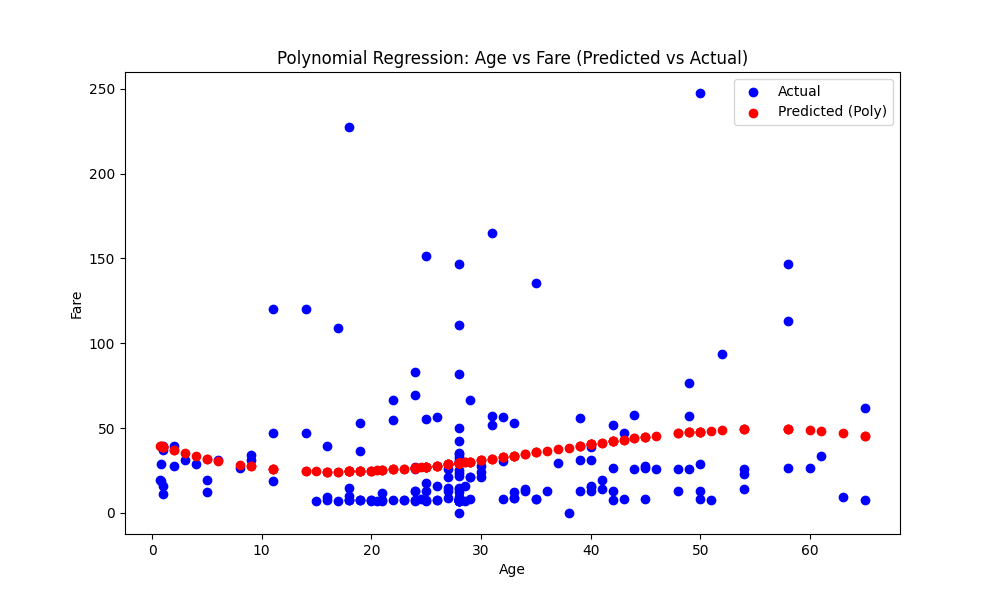 Polynomial Regression: Age vs Fare (Predicted vs Actual)
Actual
Predicted (Poly)
Fare
250
200
150
100
50
0
0 10 20 30 40 50 60
Age